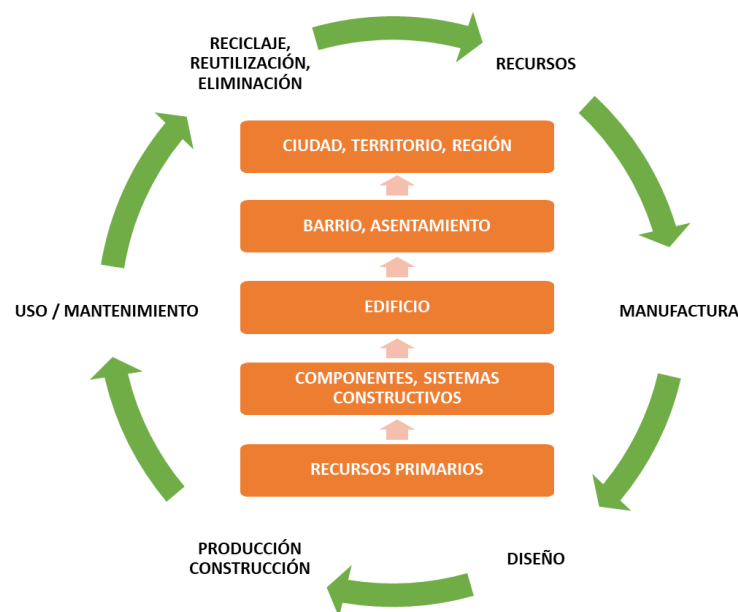 RECICLAJE,
REUTILIZACIÓN,
ELIMINACIÓN
RECURSOS
CIUDAD, TERRITORIO, REGIÓN
BARRIO, ASENTAMIENTO
USO / MANTENIMIENTO
EDIFICIO
MANUFACTURA
COMPONENTES, SISTEMAS
CONSTRUCTIVOS
RECURSOS PRIMARIOS
PRODUCCIÓN
CONSTRUCCIÓN
DISEÑO